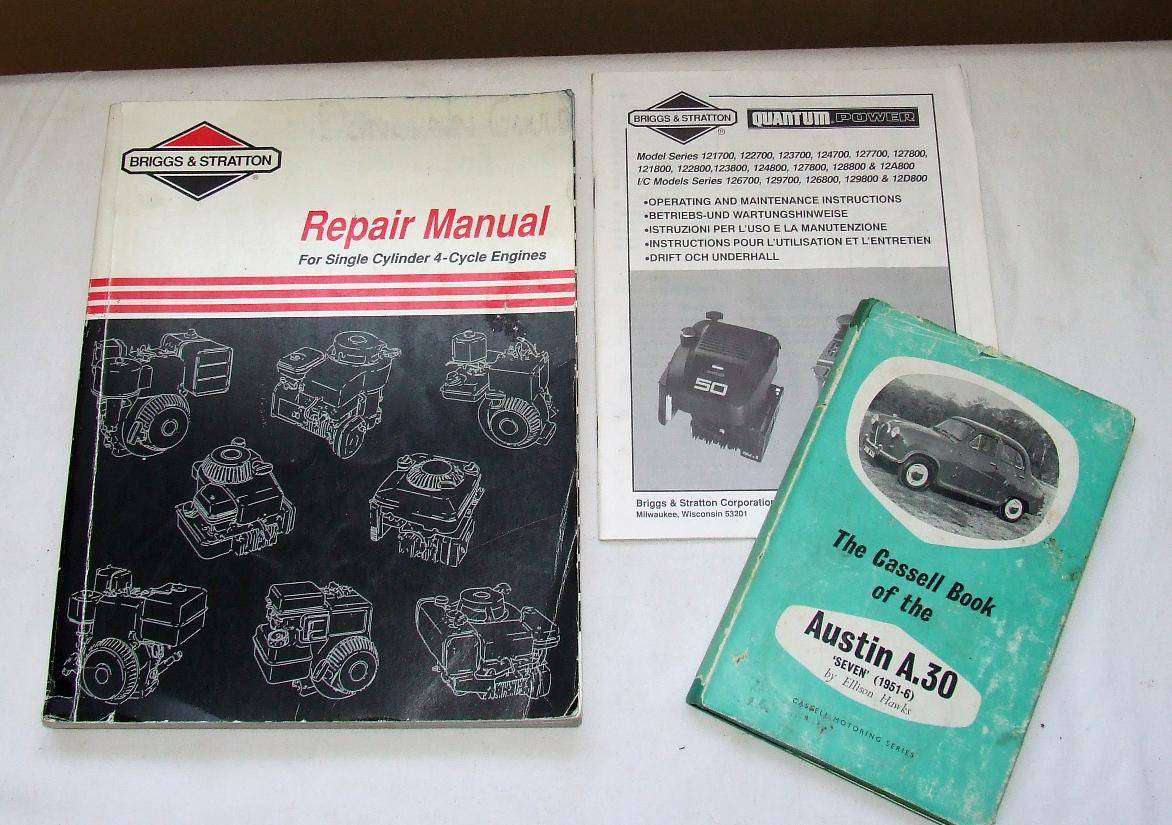 BRIGGS & STRATTON
®
Repair Manual
For Single Cylinder 4-Cycle Engines
BRIGGS & STRATTON
®
QUANTUM POWER
Model Series 121700, 122700, 123700, 124700, 127700, 127800,
121800, 122800,123800, 124800, 127800, 128800 & 12A800
I/C Models Series 126700, 129700, 126800, 129800 & 12D800
•OPERATING AND MAINTENANCE INSTRUCTIONS
•BETRIEBS-UND WARTUNGSHINWEISE
•ISTRUZIONI PER L'USO E LA MANUTENZIONE
•INSTRUCTIONS POUR L'UTILISATION ET L'ENTRETIEN
•DRIFT OCH UNDERHALL
50
Briggs & Stratton Corporation
Milwaukee, Wisconsin 53201
The Cassell Book
of the
Austin A.30
'SEVEN' (1951-6)
by Ellison Hawks
CASSELL MOTORING SERIES